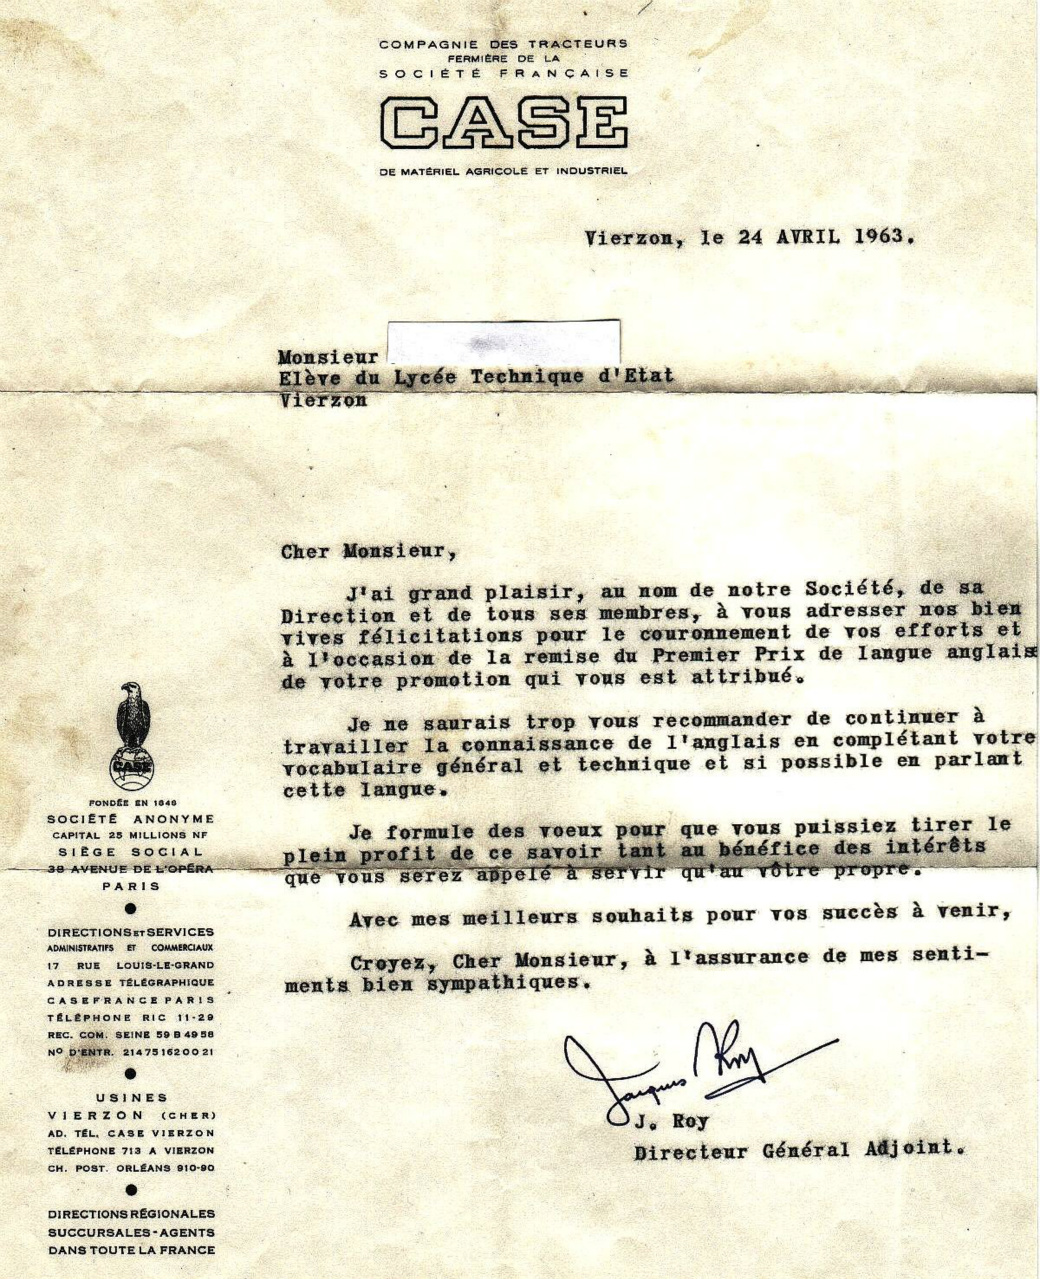 COMPAGNIE DES TRACTEURS
FERMIÈRE DE LA
SOCIÉTÉ FRANÇAISE
CASE
DE MATÉRIEL AGRICOLE ET INDUSTRIEL
Vierzon, le 24 AVRIL 1963.
Monsieur
Elève du Lycée Technique d'Etat
Vierzon
Cher Monsieur,
J'ai grand plaisir, au nom de notre Société, de sa
Direction et de tous ses membres, à vous adresser nos bien
vives félicitations pour le couronnement de vos efforts et
à l'occasion de la remise du Premier Prix de langue anglaise
de votre promotion qui vous est attribué.
Je ne saurais trop vous recommander de continuer à
travailler la connaissance de l'anglais en complétant votre
vocabulaire général et technique et si possible en parlant
cette langue.
Je formule des voeux pour que vous puissiez tirer le
plein profit de ce savoir tant au bénéfice des intérêts
que vous serez appelé à servir qu'au vôtre propre.
Avec mes meilleurs souhaits pour vos succès à venir,
Croyez, Cher Monsieur, à l'assurance de mes senti-
ments bien sympathiques.
Jacques Roy
J. Roy
Directeur Général Adjoint.
CASE
FONDÉE EN 1848
SOCIÉTÉ ANONYME
CAPITAL 25 MILLIONS NF
SIÈGE SOCIAL
38 AVENUE DE L'OPÉRA
PARIS
DIRECTIONS ET SERVICES
ADMINISTRATIFS ET COMMERCIAUX
17 RUE LOUIS-LE-GRAND
ADRESSE TÉLÉGRAPHIQUE
CASEFRANCE PARIS
TÉLÉPHONE RIC 11-29
REC. COM. SEINE 59 B 4958
No D'ENTR. 21475162 0021
USINES
VIERZON (CHER)
AD. TÉL. CASE VIERZON
TÉLÉPHONE 713 A VIERZON
CH. POST. ORLÉANS 910-90
DIRECTIONS RÉGIONALES
SUCCURSALES-AGENTS
DANS TOUTE LA FRANCE